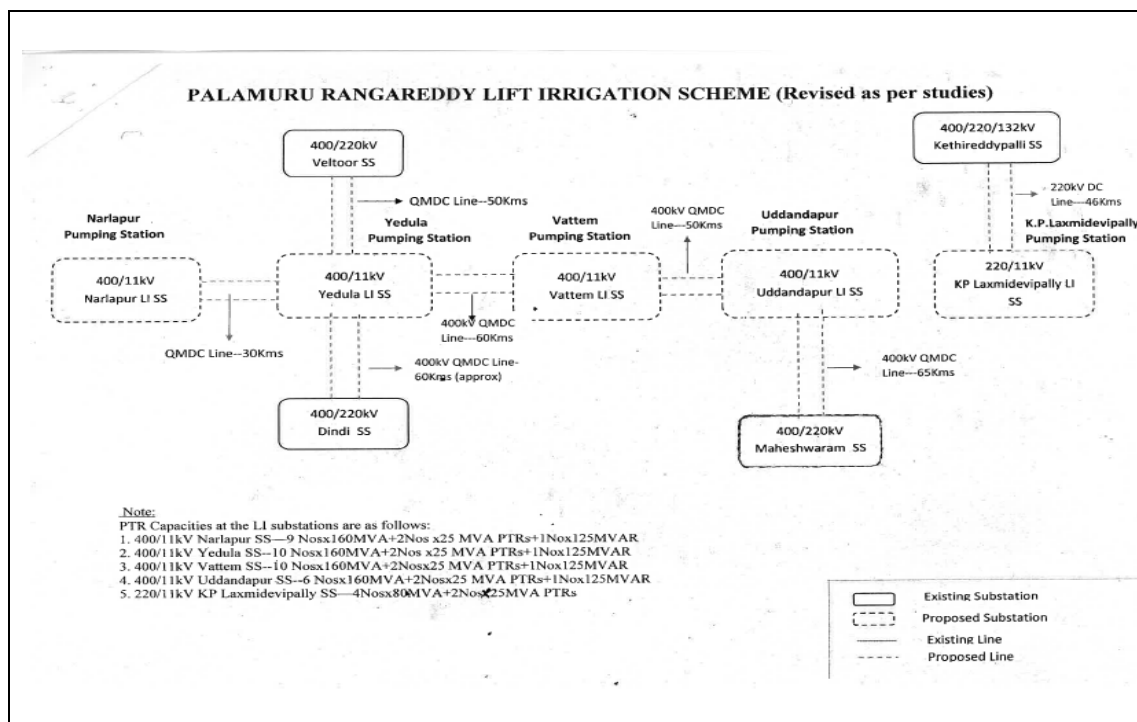 PALAMURU RANGAREDDY LIFT IRRIGATION SCHEME (Revised as per studies)
400/220kV
Veltoor SS
400/220/132kV
Kethireddypalli SS
QMDC Line--50Kms
220kV DC
Line---46Kms
Narlapur
Pumping Station
Yedula
Pumping Station
Vattem
Pumping Station
400kV QMDC
Line---50Kms
Uddandapur
Pumping Station
K.P.Laxmidevipally
Pumping Station
400/11kV
Narlapur LI SS
400/11kV
Yedula LI SS
400/11kV
Vattem LI SS
400/11kV
Uddandapur LI SS
220/11kV
KP Laxmidevipally LI
SS
QMDC Line--30Kms
400kV QMDC
Line---60Kms
400kV QMDC Line-
60Kms (approx)
400kV QMDC
Line---65Kms
400/220kV
Dindi SS
400/220kV
Maheshwaram SS
Note:
PTR Capacities at the LI substations are as follows:
1. 400/11kV Narlapur SS—9 Nosx160MVA+2Nos x25 MVA PTRs+1Nox125MVAR
2. 400/11kV Yedula SS--10 Nosx160MVA+2Nos x25 MVA PTRs+1Nox125MVAR
3. 400/11kV Vattem SS--10 Nosx160MVA+2Nosx25 MVA PTRs+1Nox125MVAR
4. 400/11kV Uddandapur SS--6 Nosx160MVA+2Nosx25 MVA PTRs+1Nox125MVAR
5. 220/11kV KP Laxmidevipally SS—4Nosx80MVA+2Nosx25MVA PTRs
Existing Substation
Proposed Substation
Existing Line
Proposed Line